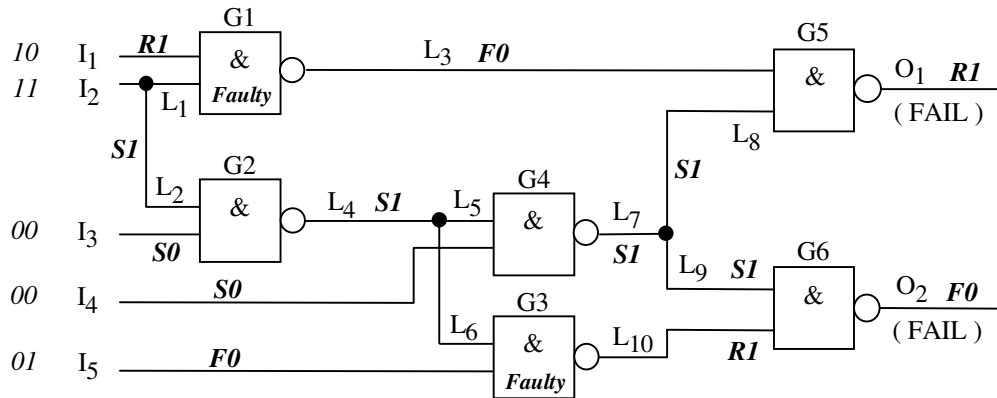 G1
G5
10 I1 R1 & L3 F0 & O1 R1
11 I2 L1 Faulty ( FAIL )
L8
S1 G2 S1
L2 G4
& L4 S1 L5 & L7
00 I3 S0 S1 G6
L9 S1
00 I4 S0 G3 & O2 F0
L6 & L10 ( FAIL )
01 I5 F0 R1
Faulty